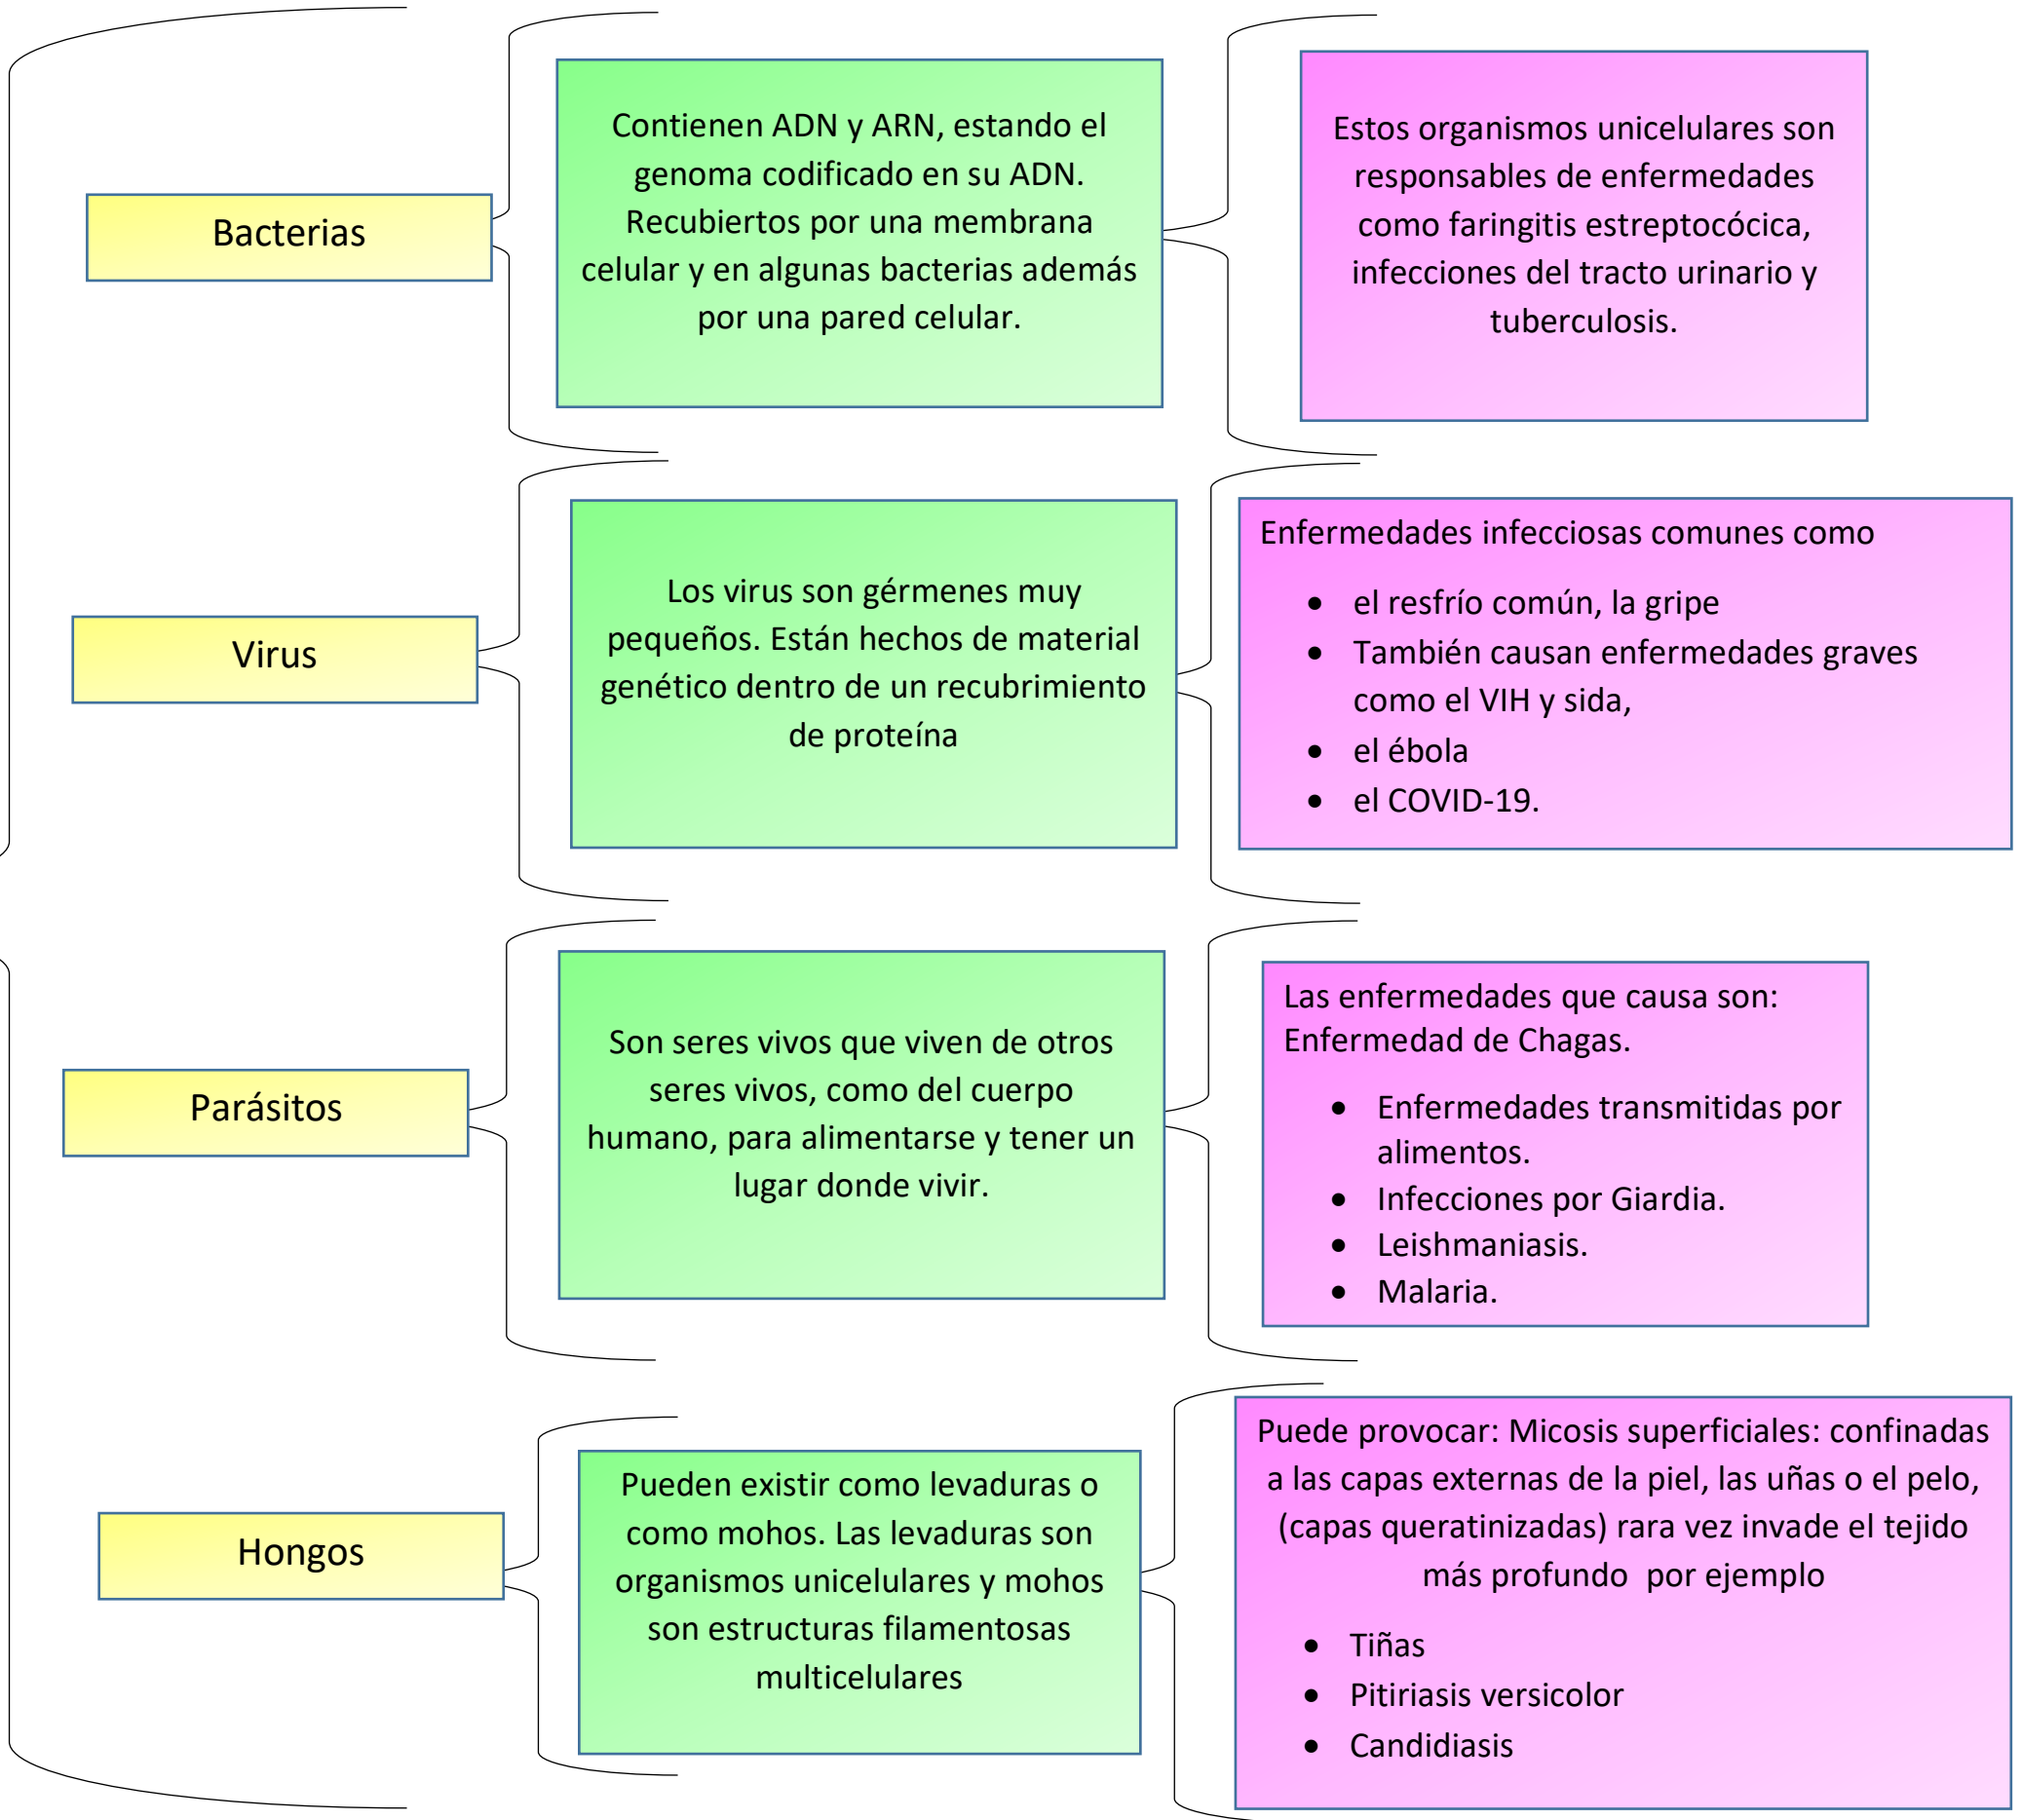 Bacterias
Contienen ADN y ARN, estando el
genoma codificado en su ADN.
Recubiertos por una membrana
celular y en algunas bacterias además
por una pared celular.
Estos organismos unicelulares son
responsables de enfermedades
como faringitis estreptocócica,
infecciones del tracto urinario y
tuberculosis.
Virus
Los virus son gérmenes muy
pequeños. Están hechos de material
genético dentro de un recubrimiento
de proteína
Enfermedades infecciosas comunes como
• el resfrío común, la gripe
• También causan enfermedades graves
como el VIH y sida,
• el ébola
• el COVID-19.
Parásitos
Son seres vivos que viven de otros
seres vivos, como del cuerpo
humano, para alimentarse y tener un
lugar donde vivir.
Las enfermedades que causa son:
Enfermedad de Chagas.
• Enfermedades transmitidas por
alimentos.
• Infecciones por Giardia.
• Leishmaniasis.
• Malaria.
Hongos
Pueden existir como levaduras o
como mohos. Las levaduras son
organismos unicelulares y mohos
son estructuras filamentosas
multicelulares
Puede provocar: Micosis superficiales: confinadas
a las capas externas de la piel, las uñas o el pelo,
(capas queratinizadas) rara vez invade el tejido
más profundo  por ejemplo
• Tiñas
• Pitiriasis versicolor
• Candidiasis